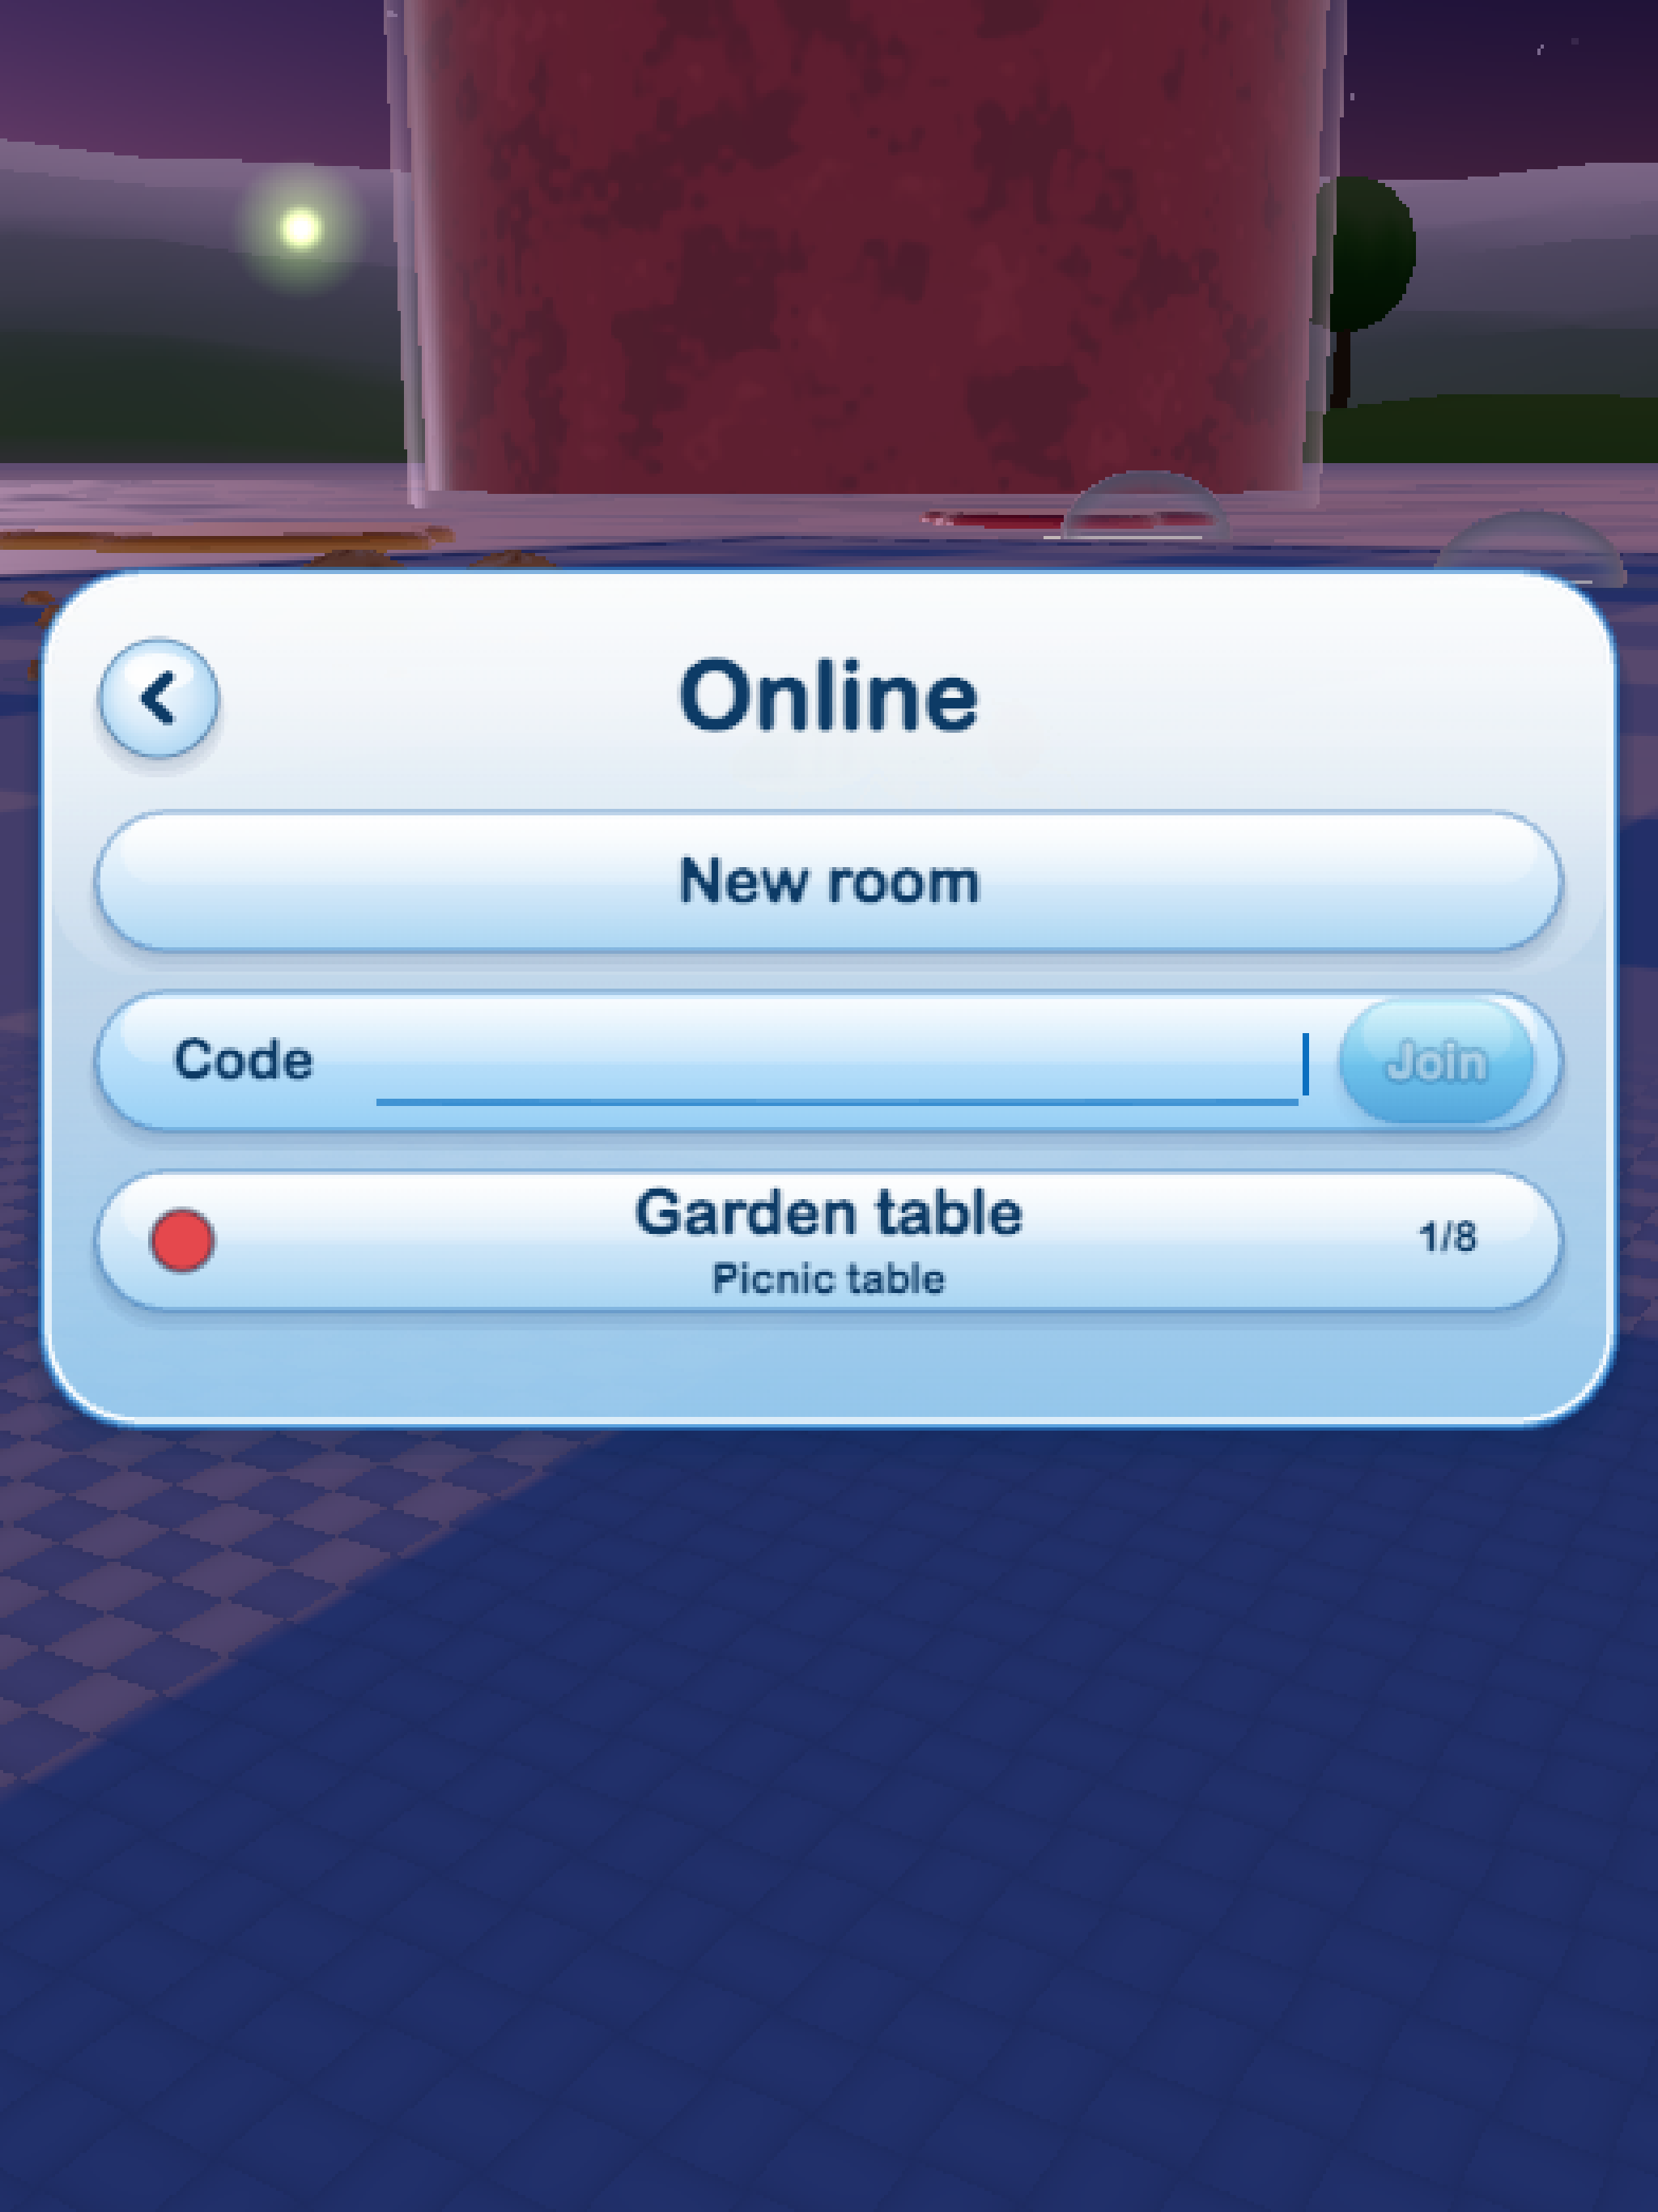 Online
New room
Code
Join
Garden table
1/8
Picnic table